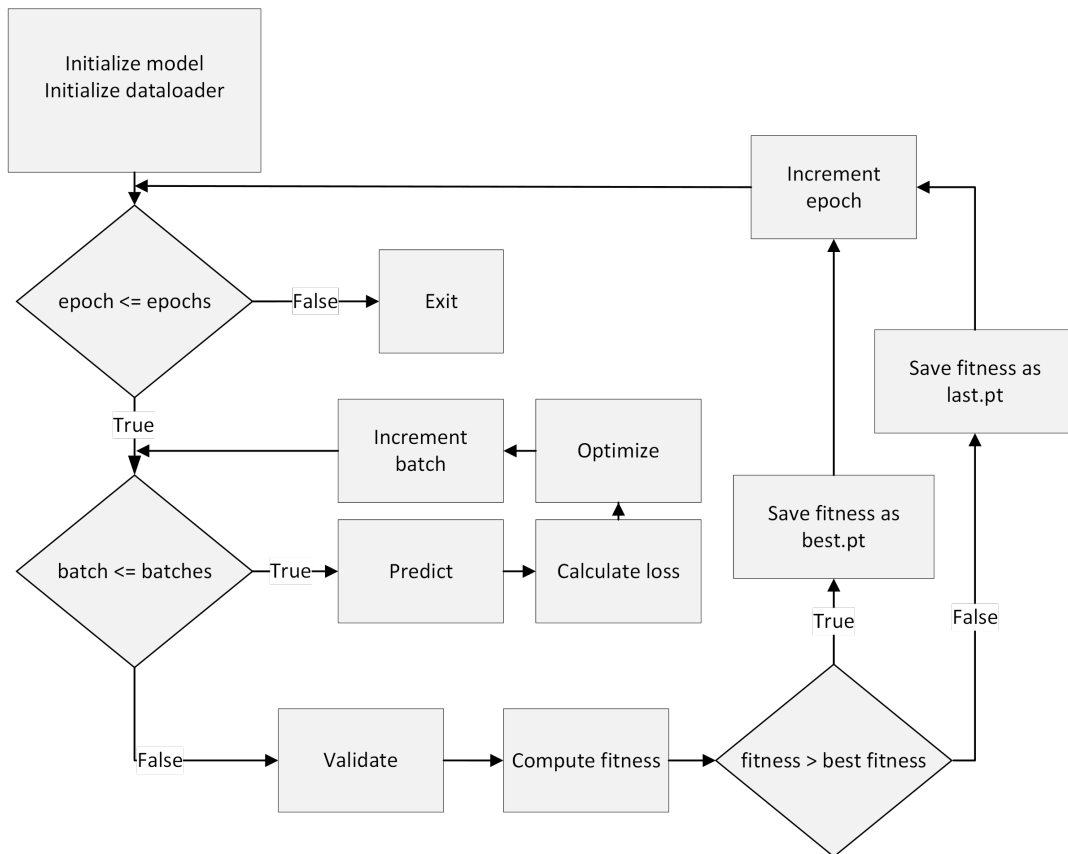 Initialize model
Initialize dataloader
Increment
epoch
epoch <= epochs
False
Exit
Save fitness as
last.pt
True
Increment
batch
Optimize
Save fitness as
best.pt
batch <= batches
True
Predict
Calculate loss
True
False
False
Validate
Compute fitness
fitness > best fitness